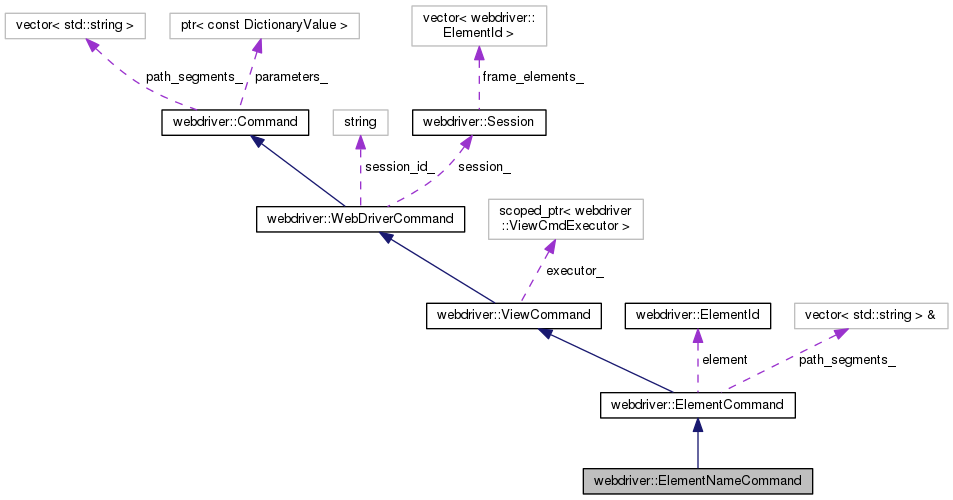 vector< std::string >
ptr< const DictionaryValue >
vector< webdriver::
ElementId >
path_segments_
parameters_
frame_elements_
webdriver::Command
string
webdriver::Session
session_id_
session_
webdriver::WebDriverCommand
scoped_ptr< webdriver
::ViewCmdExecutor >
executor_
webdriver::ViewCommand
webdriver::ElementId
vector< std::string > &
element
path_segments_
webdriver::ElementCommand
webdriver::ElementNameCommand